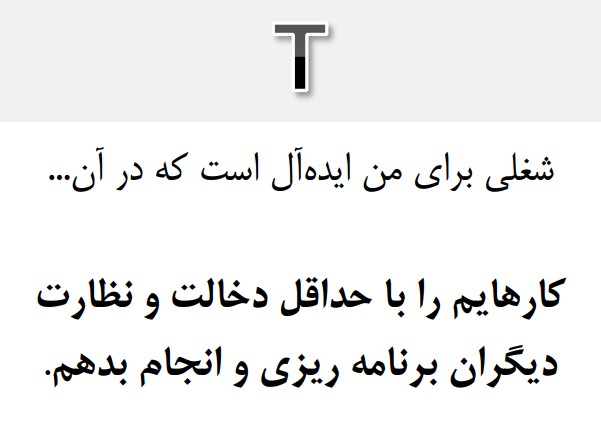 T
شغلی برای من ایده‌آل است که در آن...
کارهایم را با حداقل دخالت و نظارت
دیگران برنامه ریزی و انجام بدهم.